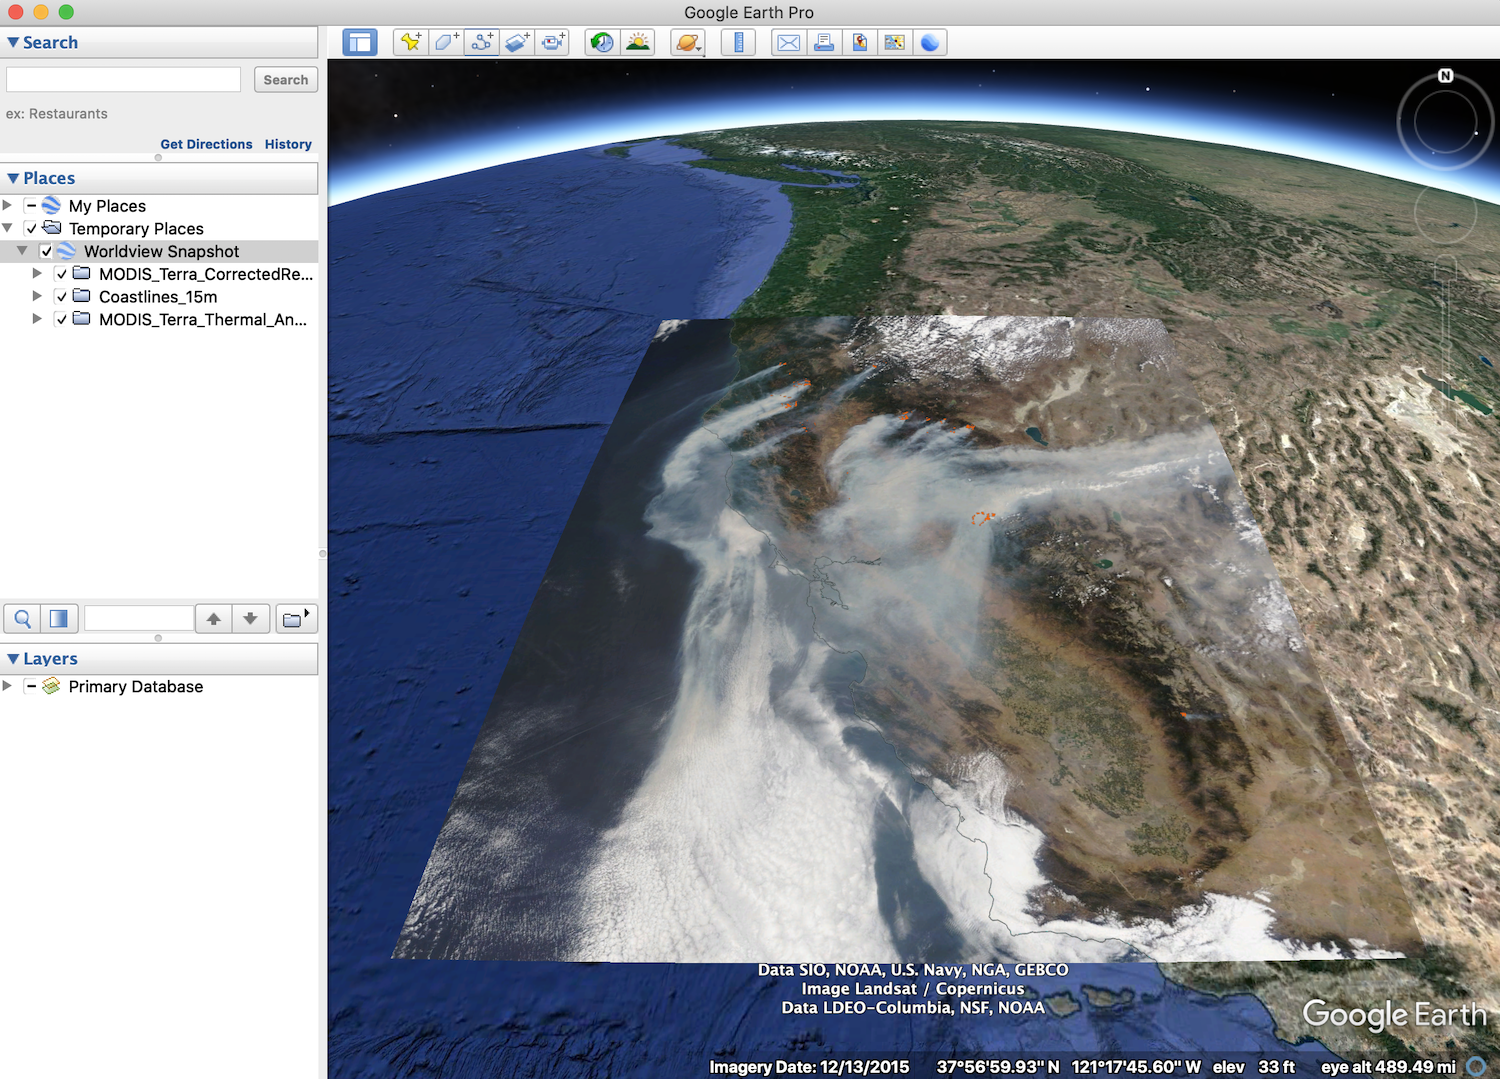 Google Earth Pro
Search
Search
ex: Restaurants
Get Directions History
Places
My Places
Temporary Places
Worldview Snapshot
MODIS_Terra_CorrectedRe...
Coastlines_15m
MODIS_Terra_Thermal_An...
Layers
Primary Database
N
Data SIO, NOAA, U.S. Navy, NGA, GEBCO
Image Landsat / Copernicus
Data LDEO-Columbia, NSF, NOAA
Google Earth
Imagery Date: 12/13/2015 37°56'59.93" N 121°17'45.60" W elev 33 ft eye alt 489.49 mi